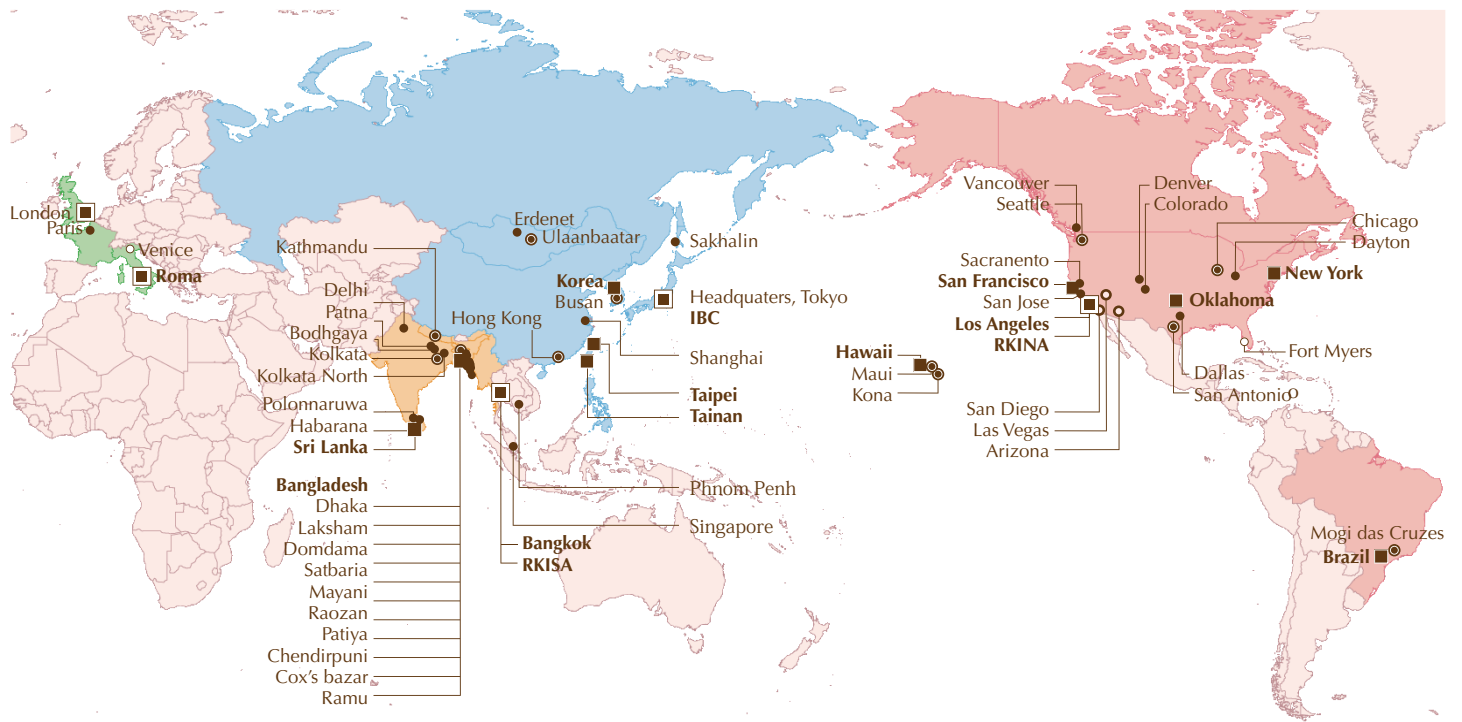 London
Paris
Venice
Roma
Kathmandu
Delhi
Patna
Bodhgaya
Kolkata
Kolkata North
Polonnaruwa
Habarana
Sri Lanka
Bangladesh
Dhaka
Laksham
Domdama
Satbaria
Mayani
Raozan
Patiya
Chendirpuni
Cox's bazar
Ramu
Erdenet
Ulaanbaatar
Sakhalin
Korea
Busan
Headquaters, Tokyo
IBC
Hong Kong
Shanghai
Taipei
Tainan
Phnom Penh
Singapore
Bangkok
RKISA
Hawaii
Maui
Kona
Vancouver
Seattle
Sacranento
San Francisco
San Jose
Los Angeles
RKINA
San Diego
Las Vegas
Arizona
Denver
Colorado
Chicago
Dayton
New York
Oklahoma
Fort Myers
Dallas
San Antonio
Mogi das Cruzes
Brazil